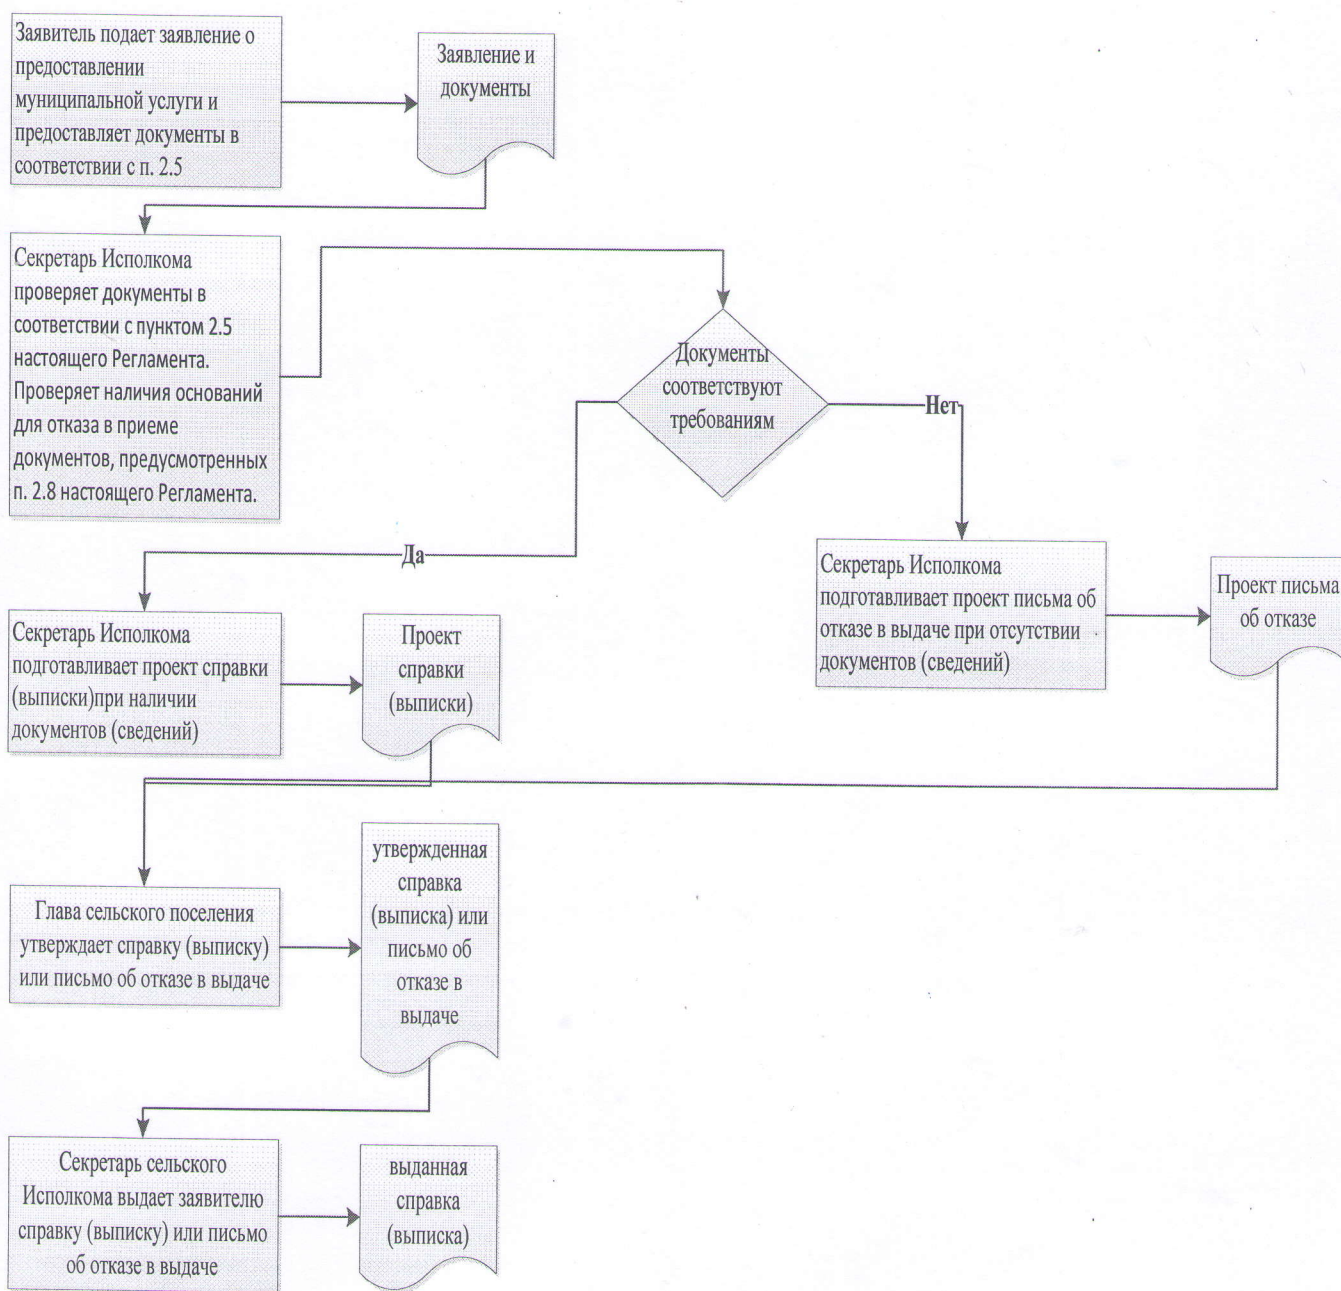 Заявитель подает заявление о
предоставлении
муниципальной услуги и
предоставляет документы в
соответствии с п. 2.5
Заявление и
документы
Секретарь Исполкома
проверяет документы в
соответствии с пунктом 2.5
настоящего Регламента.
Проверяет наличия оснований
для отказа в приеме
документов, предусмотренных
п. 2.8 настоящего Регламента.
Документы
соответствуют
требованиям
Нет
Да
Секретарь Исполкома
подготавливает проект письма об
отказе в выдаче при отсутствии
документов (сведений)
Проект письма
об отказе
Секретарь Исполкома
подготавливает проект справки
(выписки)при наличии
документов (сведений)
Проект
справки
(выписки)
Глава сельского поселения
утверждает справку (выписку)
или письмо об отказе в выдаче
утвержденная
справка
(выписка) или
письмо об
отказе в
выдаче
Секретарь сельского
Исполкома выдает заявителю
справку (выписку) или письмо
об отказе в выдаче
выданная
справка
(выписка)